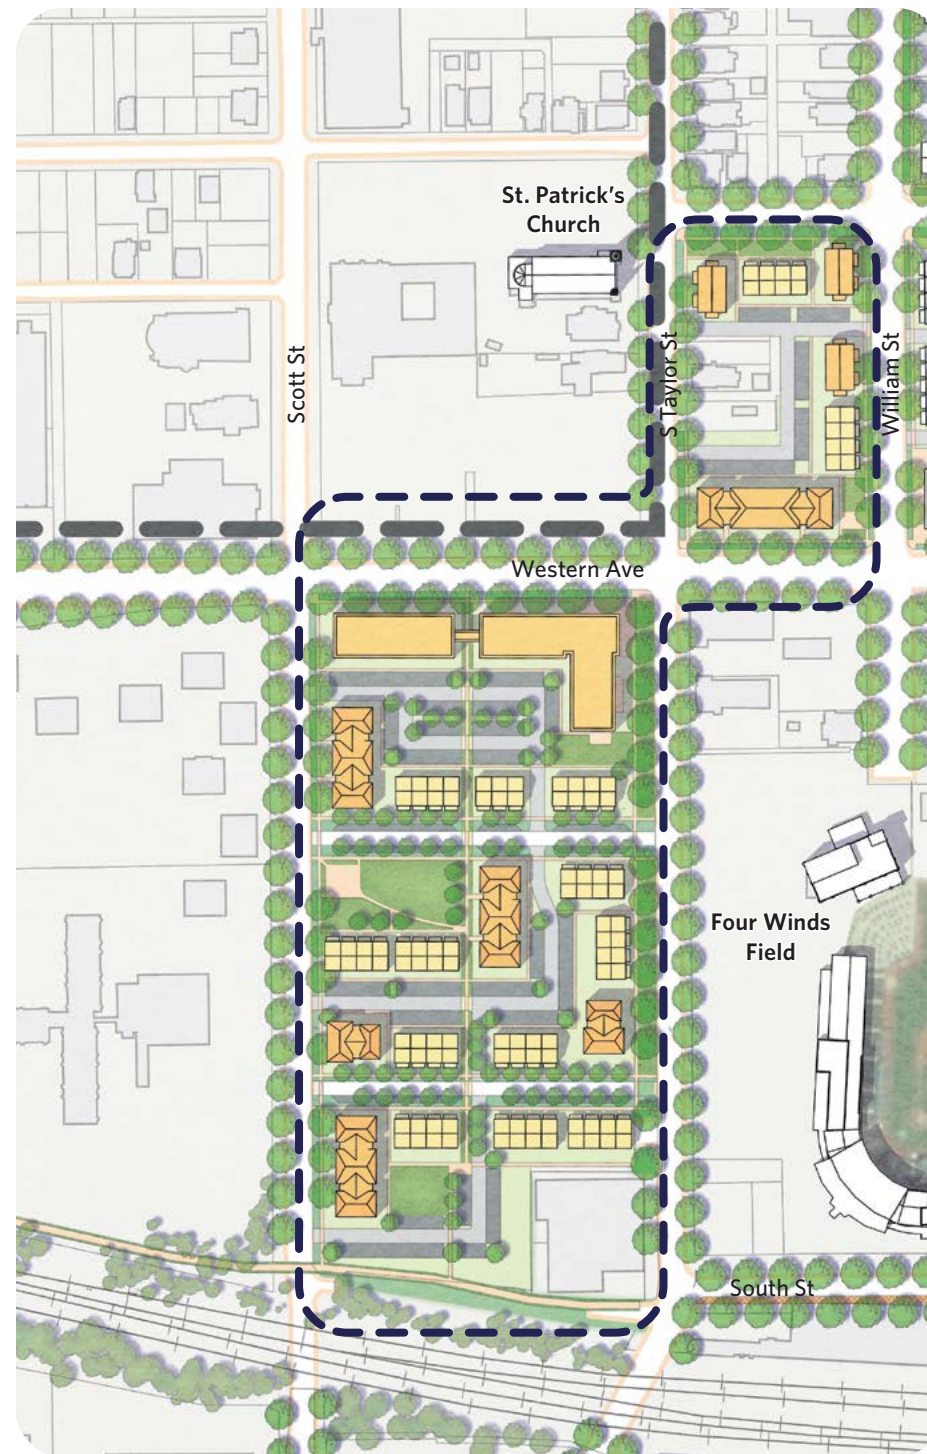 St. Patrick's
Church
Scott St
S Taylor St
William St
Western Ave
Four Winds
Field
South St